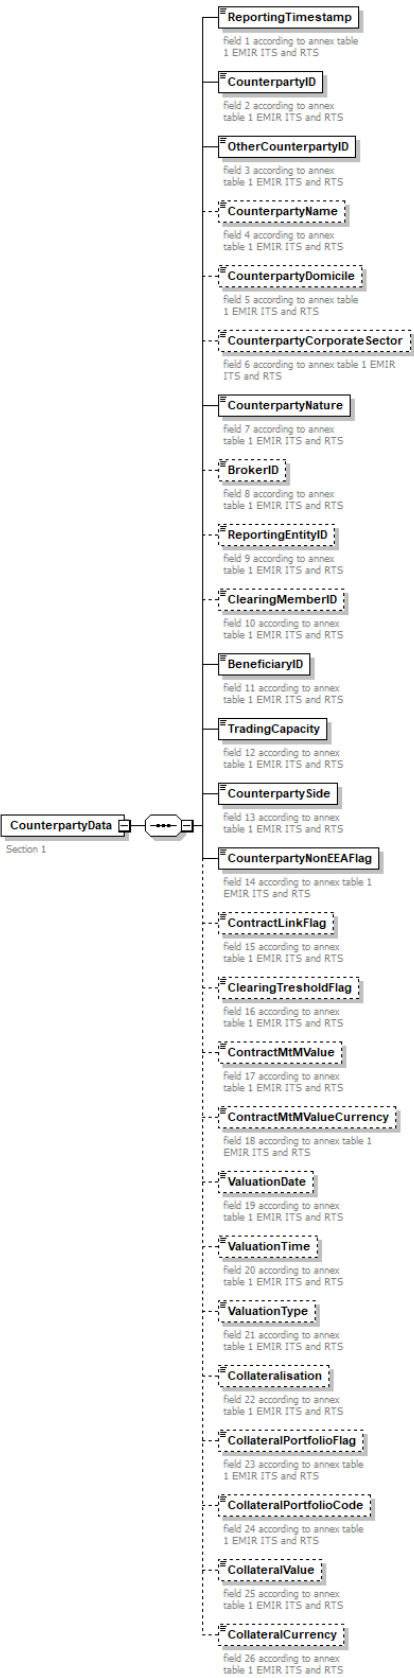 ReportingTimestamp
field 1 according to annex table
1 EMIR ITS and RTS
CounterpartyID
field 2 according to annex
table 1 EMIR ITS and RTS
OtherCounterpartyID
field 3 according to annex
table 1 EMIR ITS and RTS
CounterpartyName
field 4 according to annex
table 1 EMIR ITS and RTS
CounterpartyDomicile
field 5 according to annex table
1 EMIR ITS and RTS
CounterpartyCorporateSector
field 6 according to annex table 1 EMIR
ITS and RTS
CounterpartyNature
field 7 according to annex
table 1 EMIR ITS and RTS
BrokerID
field 8 according to annex
table 1 EMIR ITS and RTS
ReportingEntityID
field 9 according to annex
table 1 EMIR ITS and RTS
ClearingMemberID
field 10 according to annex
table 1 EMIR ITS and RTS
BeneficiaryID
field 11 according to annex
table 1 EMIR ITS and RTS
TradingCapacity
field 12 according to annex
table 1 EMIR ITS and RTS
CounterpartySide
field 13 according to annex
table 1 EMIR ITS and RTS
CounterpartyData
Section 1
CounterpartyNonEEAFlag
field 14 according to annex table 1
EMIR ITS and RTS
ContractLinkFlag
field 15 according to annex
table 1 EMIR ITS and RTS
ClearingTresholdFlag
field 16 according to annex
table 1 EMIR ITS and RTS
ContractMtMValue
field 17 according to annex
table 1 EMIR ITS and RTS
ContractMtMValueCurrency
field 18 according to annex table 1
EMIR ITS and RTS
ValuationDate
field 19 according to annex
table 1 EMIR ITS and RTS
ValuationTime
field 20 according to annex
table 1 EMIR ITS and RTS
ValuationType
field 21 according to annex
table 1 EMIR ITS and RTS
Collateralisation
field 22 according to annex
table 1 EMIR ITS and RTS
CollateralPortfolioFlag
field 23 according to annex table
1 EMIR ITS and RTS
CollateralPortfolioCode
field 24 according to annex table
1 EMIR ITS and RTS
CollateralValue
field 25 according to annex
table 1 EMIR ITS and RTS
CollateralCurrency
field 26 according to annex
table 1 EMIR ITS and RTS